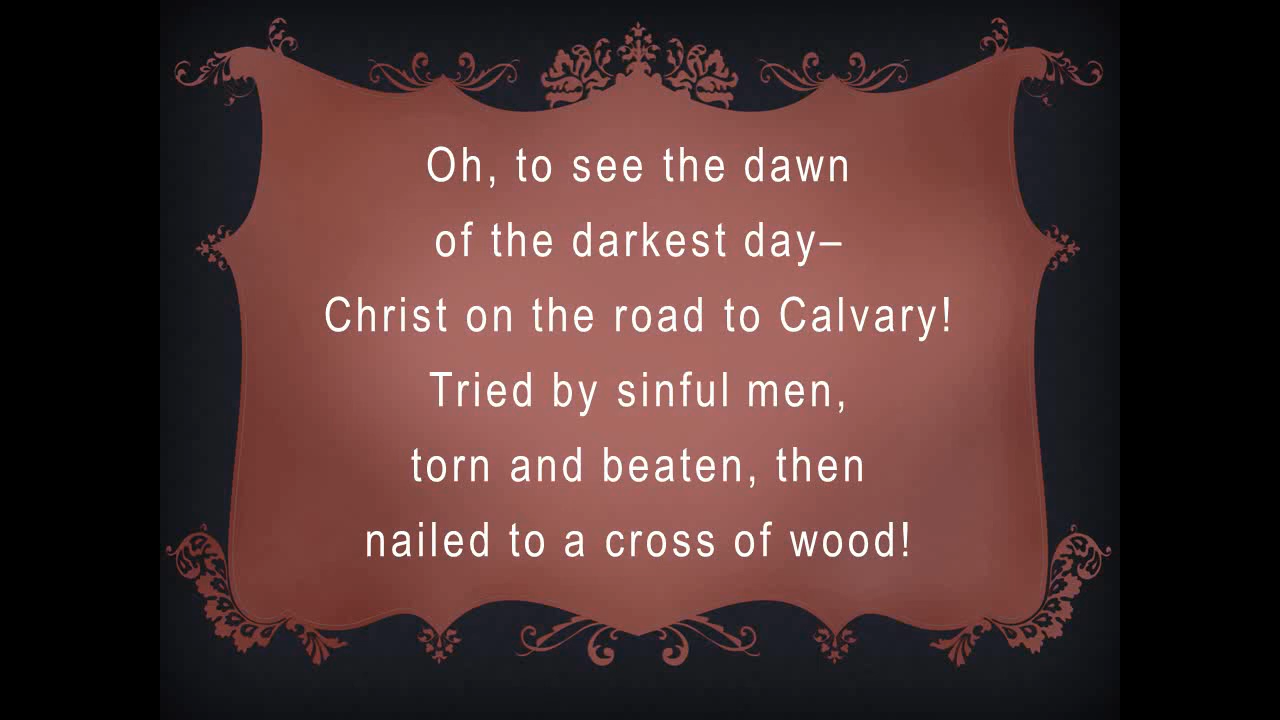 Oh, to see the dawn
of the darkest day–
Christ on the road to Calvary!
Tried by sinful men,
torn and beaten, then
nailed to a cross of wood!